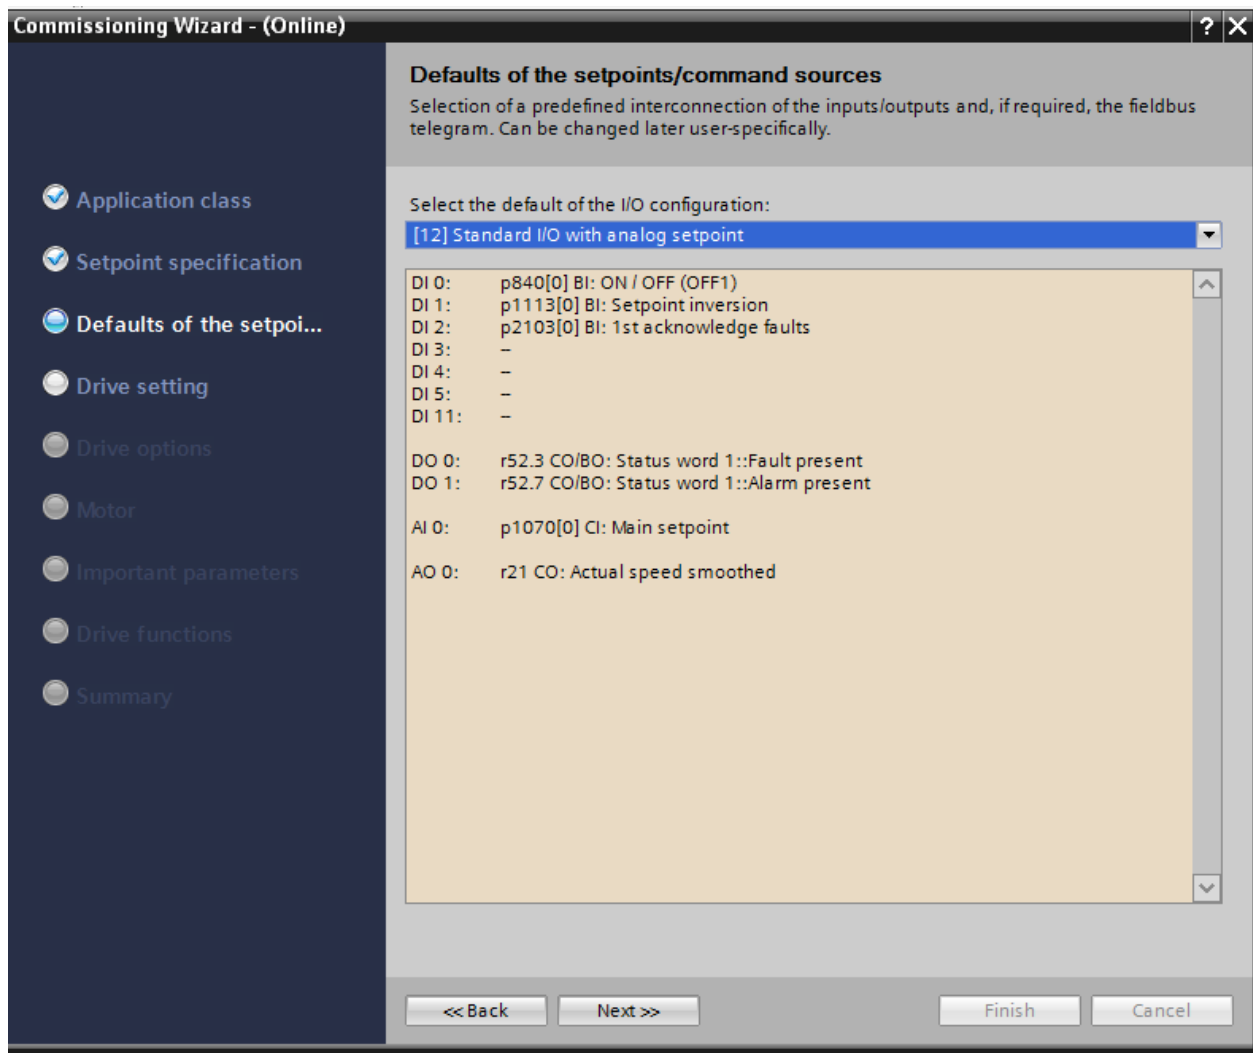 Commissioning Wizard - (Online)
? X
Defaults of the setpoints/command sources
Selection of a predefined interconnection of the inputs/outputs and, if required, the fieldbus
telegram. Can be changed later user-specifically.
Application class
Setpoint specification
Defaults of the setpoi...
Drive setting
Drive options
Motor
Important parameters
Drive functions
Summary
Select the default of the I/O configuration:
[12] Standard I/O with analog setpoint
DI 0: p840[0] BI: ON / OFF (OFF1)
DI 1: p1113[0] BI: Setpoint inversion
DI 2: p2103[0] BI: 1st acknowledge faults
DI 3: –
DI 4: –
DI 5: –
DI 11: –
DO 0: r52.3 CO/BO: Status word 1::Fault present
DO 1: r52.7 CO/BO: Status word 1::Alarm present
AI 0: p1070[0] CI: Main setpoint
AO 0: r21 CO: Actual speed smoothed
<< Back Next >> Finish Cancel